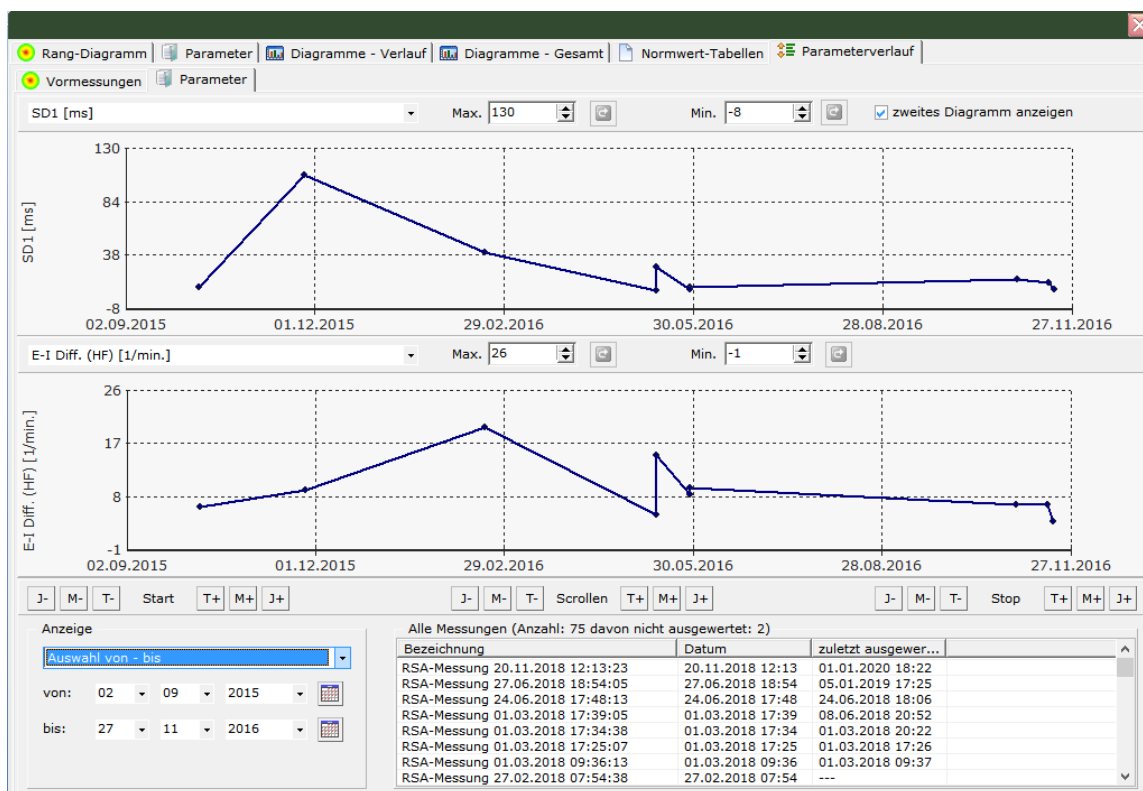 Rang-Diagramm Parameter Diagramme - Verlauf Diagramme - Gesamt Normwert-Tabellen Parameterverlauf
Vormessungen Parameter
SD1 [ms] Max. 130 Min. -8 zweites Diagramm anzeigen
130
84
38
-8
SD1 [ms]
02.09.2015 01.12.2015 29.02.2016 30.05.2016 28.08.2016 27.11.2016
E-I Diff. (HF) [1/min.] Max. 26 Min. -1
26
17
8
-1
E-I Diff. (HF) [1/min.]
02.09.2015 01.12.2015 29.02.2016 30.05.2016 28.08.2016 27.11.2016
J- M- T- Start T+ M+ J+ J- M- T- Scrollen T+ M+ J+ J- M- T- Stop T+ M+ J+
Anzeige
Auswahl von - bis
von: 02 09 2015
bis: 27 11 2016
Alle Messungen (Anzahl: 75 davon nicht ausgewertet: 2)
Bezeichnung Datum zuletzt ausgewer...
RSA-Messung 20.11.2018 12:13:23 20.11.2018 12:13 01.01.2020 18:22
RSA-Messung 27.06.2018 18:54:05 27.06.2018 18:54 05.01.2019 17:25
RSA-Messung 24.06.2018 17:48:13 24.06.2018 17:48 24.06.2018 18:06
RSA-Messung 01.03.2018 17:39:05 01.03.2018 17:39 08.06.2018 20:52
RSA-Messung 01.03.2018 17:34:38 01.03.2018 17:34 01.03.2018 20:22
RSA-Messung 01.03.2018 17:25:07 01.03.2018 17:25 01.03.2018 17:26
RSA-Messung 01.03.2018 09:36:13 01.03.2018 09:36 01.03.2018 09:37
RSA-Messung 27.02.2018 07:54:38 27.02.2018 07:54 ---